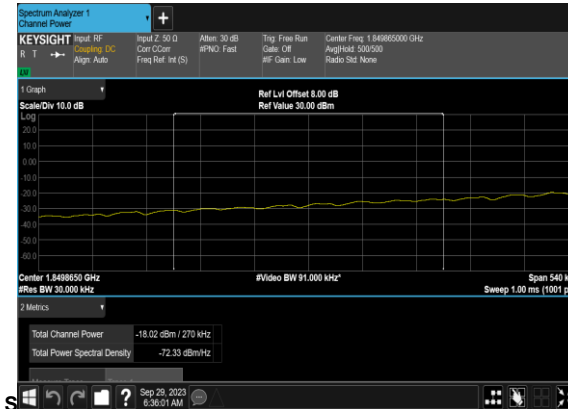 Spectrum Analyzer 1
Channel Power
+
KEYSIGHT Input: RF Input Z: 50 Ω Atten: 30 dB Trig: Free Run Center Freq: 1.849865000 GHz
R T Coupling: DC Corr CCorr #PNO: Fast Gate: Off Avg|Hold: 500/500
Align: Auto Freq Ref: Int (S) #IF Gain: Low Radio Std: None
LXI
1 Graph
Ref Lvl Offset 8.00 dB
Scale/Div 10.0 dB Ref Value 30.00 dBm
Log
20.0
10.0
0.00
-10.0
-20.0
-30.0
-40.0
-50.0
-60.0
Center 1.8498650 GHz #Video BW 91.000 kHz* Span 540 k
#Res BW 30.000 kHz Sweep 1.00 ms (1001 p
2 Metrics
Total Channel Power -18.02 dBm / 270 kHz
Total Power Spectral Density -72.33 dBm/Hz
S
? Sep 29, 2023
6:36:01 AM